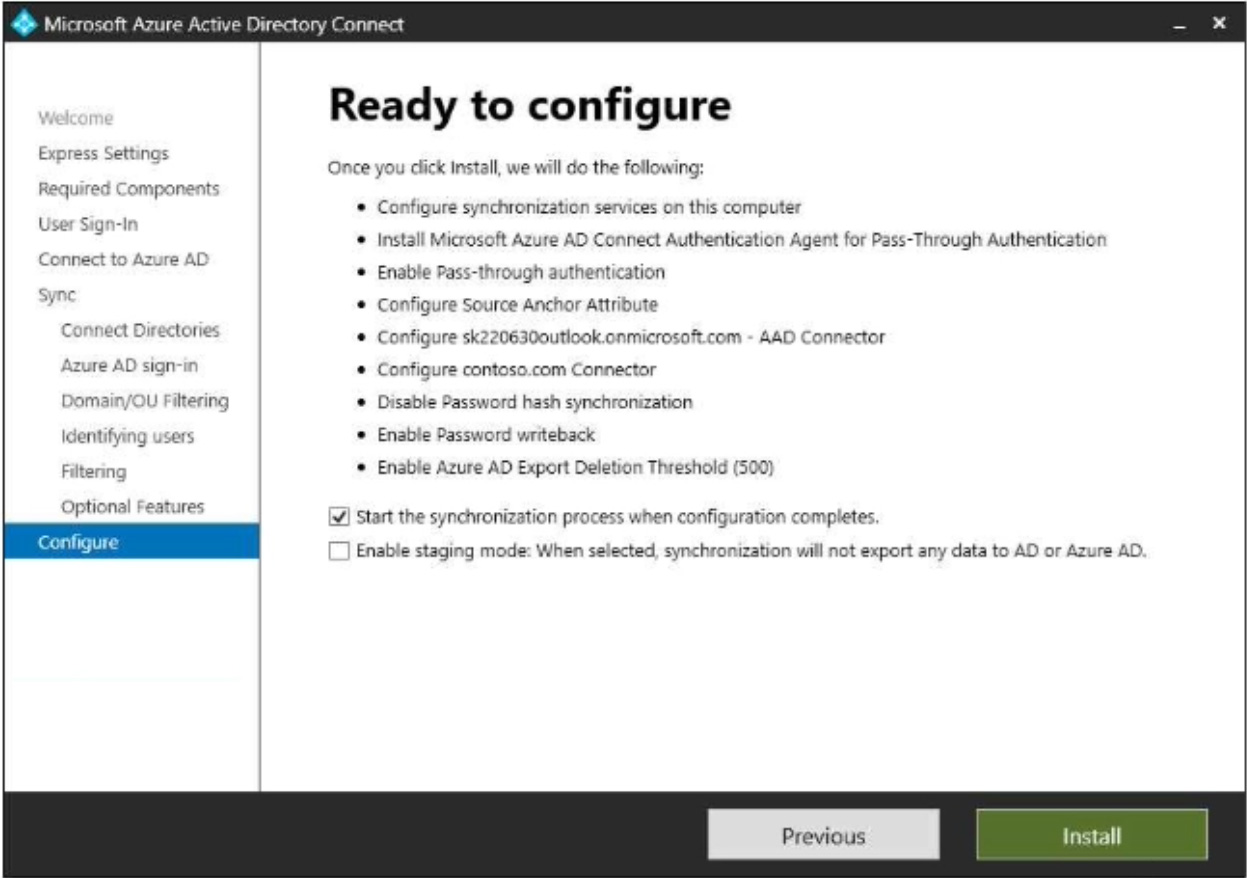 Microsoft Azure Active Directory Connect
Welcome
Express Settings
Required Components
User Sign-In
Connect to Azure AD
Sync
Connect Directories
Azure AD sign-in
Domain/OU Filtering
Identifying users
Filtering
Optional Features
Configure
Ready to configure
Once you click Install, we will do the following:
• Configure synchronization services on this computer
• Install Microsoft Azure AD Connect Authentication Agent for Pass-Through Authentication
• Enable Pass-through authentication
• Configure Source Anchor Attribute
• Configure sk220630outlook.onmicrosoft.com - AAD Connector
• Configure contoso.com Connector
• Disable Password hash synchronization
• Enable Password writeback
• Enable Azure AD Export Deletion Threshold (500)
Start the synchronization process when configuration completes.
Enable staging mode: When selected, synchronization will not export any data to AD or Azure AD.
Previous
Install